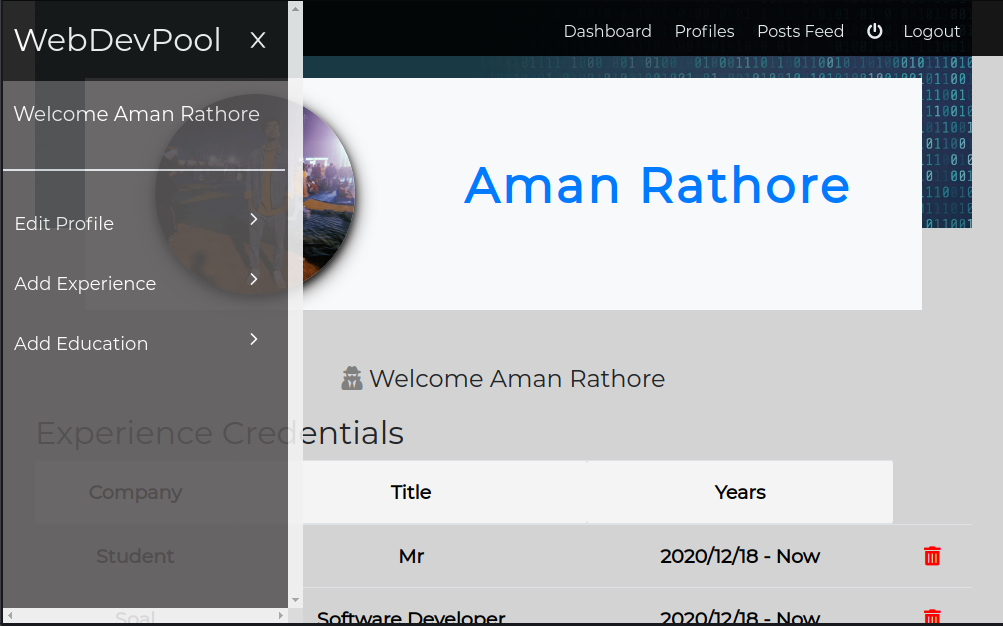 WebDevPool X
Dashboard Profiles Posts Feed Logout
Welcome Aman Rathore
Aman Rathore
Edit Profile
Add Experience
Add Education
Welcome Aman Rathore
Experience Credentials
Company Title Years
Student Mr 2020/12/18 - Now
Soal Software Developer 2020/12/18 - Now